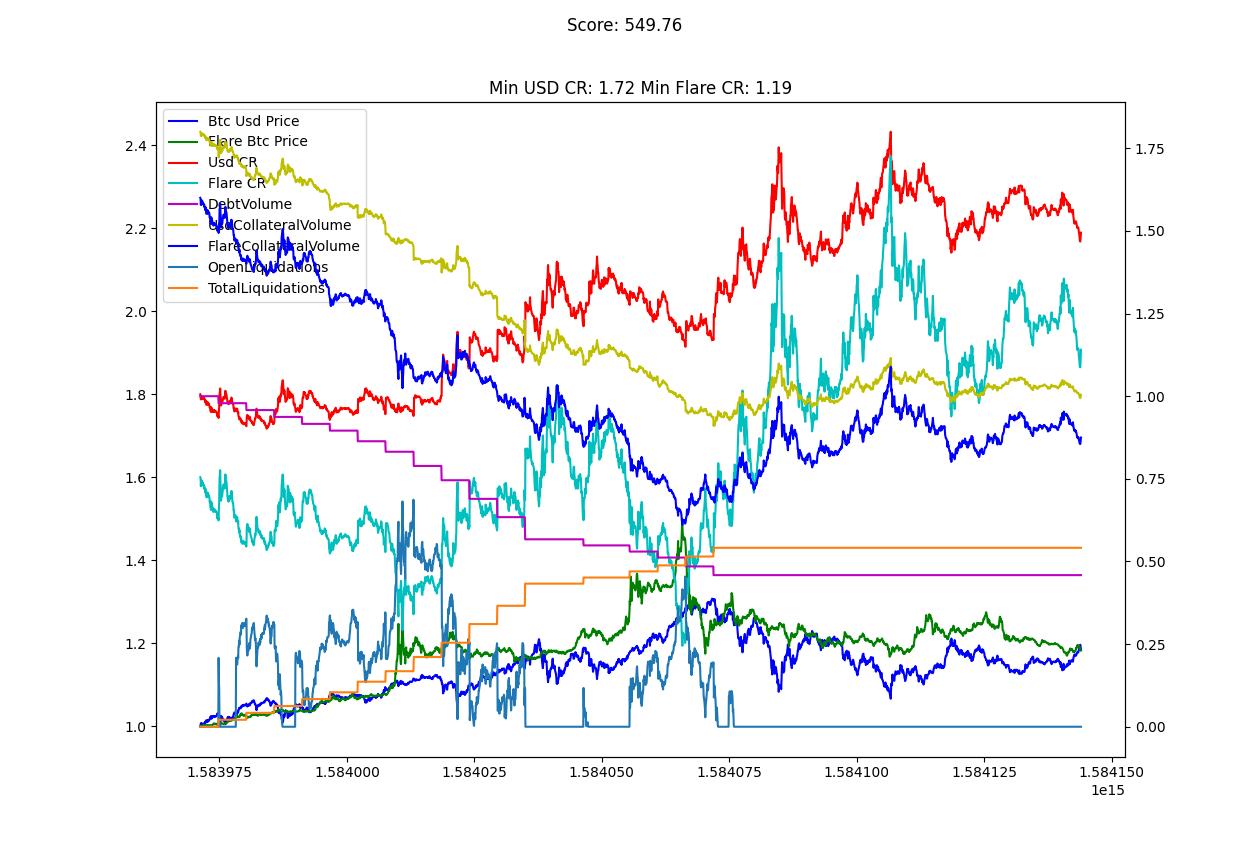 Score: 549.76
Min USD CR: 1.72 Min Flare CR: 1.19
Btc Usd Price
Flare Btc Price
Usd CR
Flare CR
DebtVolume
UsdCollateralVolume
FlareCollateralVolume
OpenLiquidations
TotalLiquidations
2.4
2.2
2.0
1.8
1.6
1.4
1.2
1.0
1.75
1.50
1.25
1.00
0.75
0.50
0.25
0.00
1.583975 1.584000 1.584025 1.584050 1.584075 1.584100 1.584125 1.584150
1e15